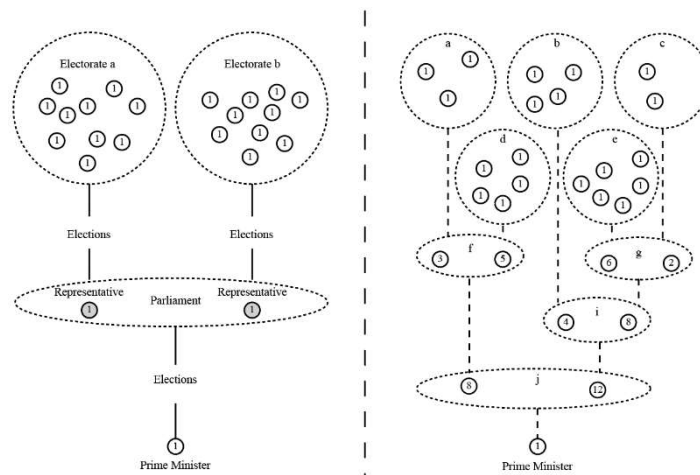 Electorate a
1 1
1 1 1
1
1 1 1
1
Electorate b
1
1 1 1
1 1
1 1
1
1
Elections
Elections
Representative
1
Parliament
Representative
1
Elections
1
Prime Minister
a
1
1
1
b
1 1
1 1
c
1
1
d
1
1
1
1 1
e
1
1
1 1
1 1
f
3 5
g
6 2
i
4 8
j
8 12
1
Prime Minister